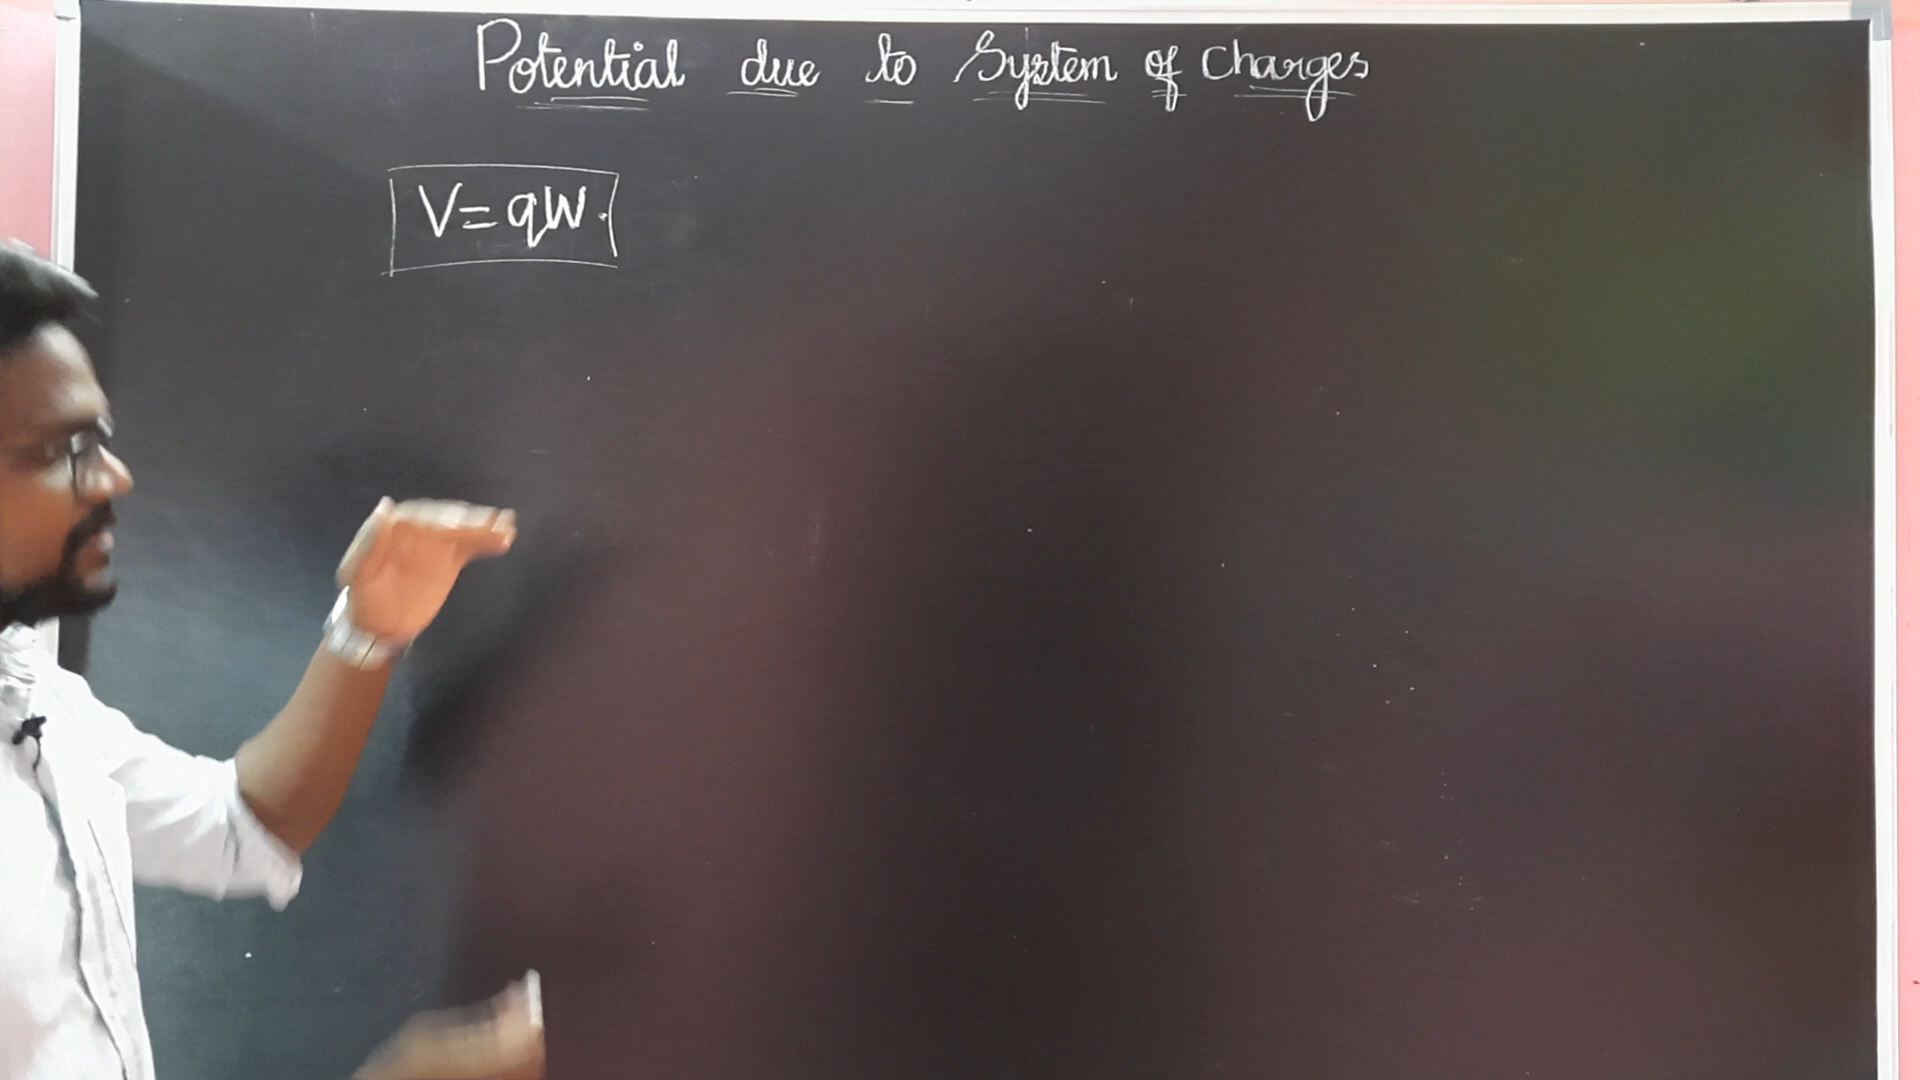 Potential due to System of Charges
V=qW.